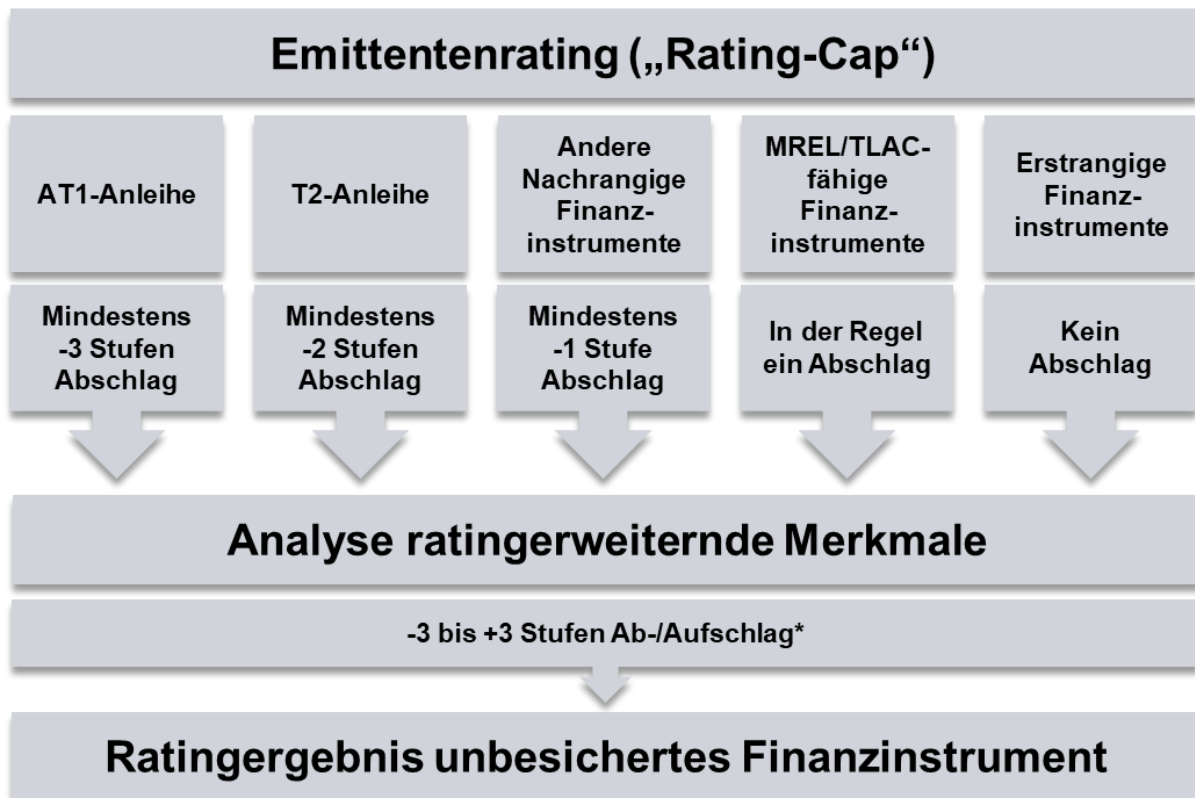 Emittentenrating („Rating-Cap“)
AT1-Anleihe
T2-Anleihe
Andere
Nachrangige
Finanz-
instrumente
MREL/TLAC-
fähige
Finanz-
instrumente
Erstrangige
Finanz-
instrumente
Mindestens
-3 Stufen
Abschlag
Mindestens
-2 Stufen
Abschlag
Mindestens
-1 Stufe
Abschlag
In der Regel
ein Abschlag
Kein
Abschlag
Analyse ratingerweiternde Merkmale
-3 bis +3 Stufen Ab-/Aufschlag*
Ratingergebnis unbesichertes Finanzinstrument